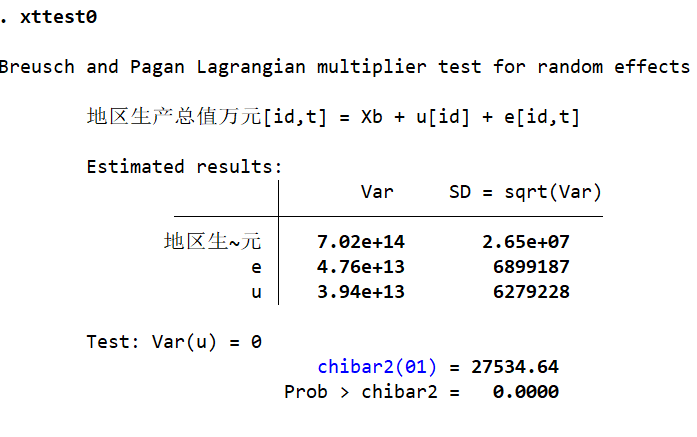 . xttest0
Breusch and Pagan Lagrangian multiplier test for random effects
地区生产总值万元[id,t] = Xb + u[id] + e[id,t]
Estimated results:
Var SD = sqrt(Var)
地区生~元 7.02e+14 2.65e+07
e 4.76e+13 6899187
u 3.94e+13 6279228
Test: Var(u) = 0
chibar2(01) = 27534.64
Prob > chibar2 = 0.0000